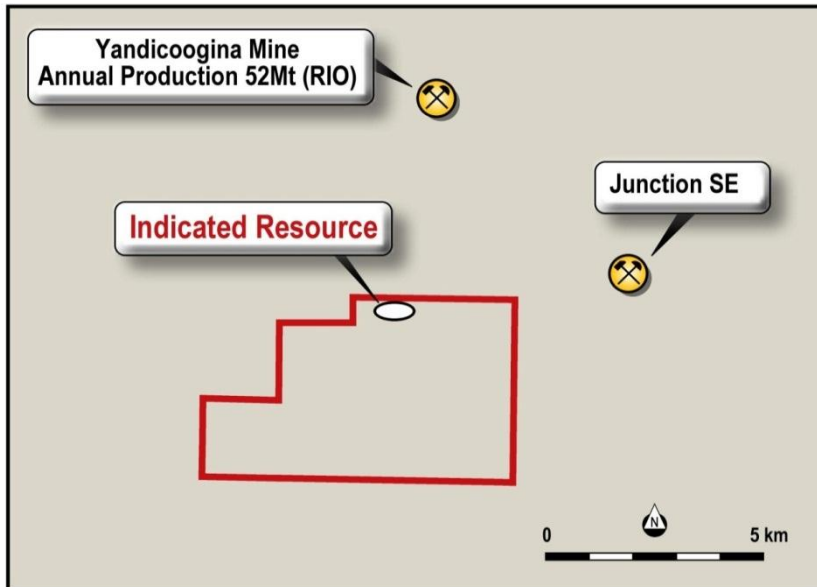 Yandicoogina Mine
Annual Production 52Mt (RIO)
Junction SE
Indicated Resource
N
0 5 km